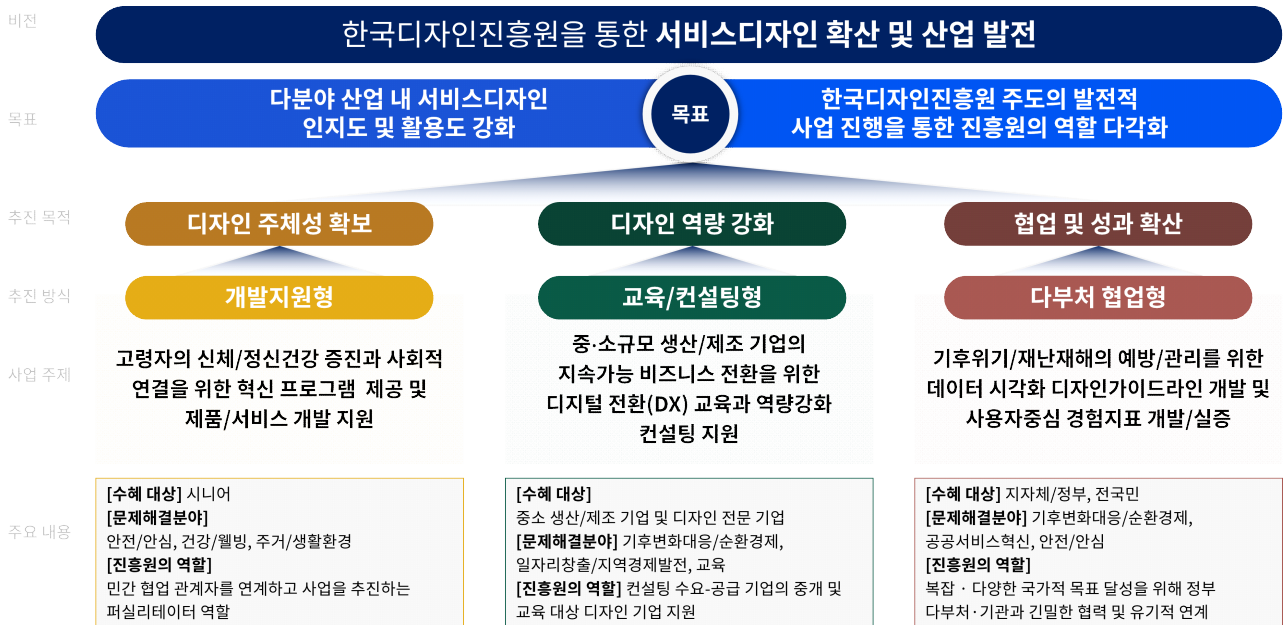 비전
한국디자인진흥원을 통한 서비스디자인 확산 및 산업 발전
목표
다분야 산업 내 서비스디자인
인지도 및 활용도 강화
목표
한국디자인진흥원 주도의 발전적
사업 진행을 통한 진흥원의 역할 다각화
추진 목적
디자인 주체성 확보
디자인 역량 강화
협업 및 성과 확산
추진 방식
개발지원형
교육/컨설팅형
다부처 협업형
사업 주제
고령자의 신체/정신건강 증진과 사회적
연결을 위한 혁신 프로그램 제공 및
제품/서비스 개발 지원
중·소규모 생산/제조 기업의
지속가능 비즈니스 전환을 위한
디지털 전환(DX) 교육과 역량강화
컨설팅 지원
기후위기/재난재해의 예방/관리를 위한
데이터 시각화 디자인가이드라인 개발 및
사용자중심 경험지표 개발/실증
주요 내용
[수혜 대상] 시니어
[문제해결분야]
안전/안심, 건강/웰빙, 주거/생활환경
[진흥원의 역할]
민간 협업 관계자를 연계하고 사업을 추진하는
퍼실리테이터 역할
[수혜 대상]
중소 생산/제조 기업 및 디자인 전문 기업
[문제해결분야] 기후변화대응/순환경제,
일자리창출/지역경제발전, 교육
[진흥원의 역할] 컨설팅 수요-공급 기업의 중개 및
교육 대상 디자인 기업 지원
[수혜 대상] 지자체/정부, 전국민
[문제해결분야] 기후변화대응/순환경제,
공공서비스혁신, 안전/안심
[진흥원의 역할]
복잡 · 다양한 국가적 목표 달성을 위해 정부
다부처·기관과 긴밀한 협력 및 유기적 연계